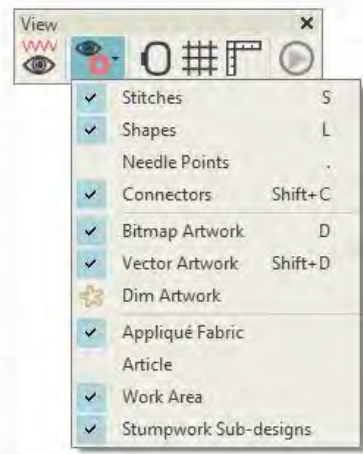 View
Stitches S
Shapes L
Needle Points .
Connectors Shift+C
Bitmap Artwork D
Vector Artwork Shift+D
Dim Artwork
Appliqué Fabric
Article
Work Area
Stumpwork Sub-designs